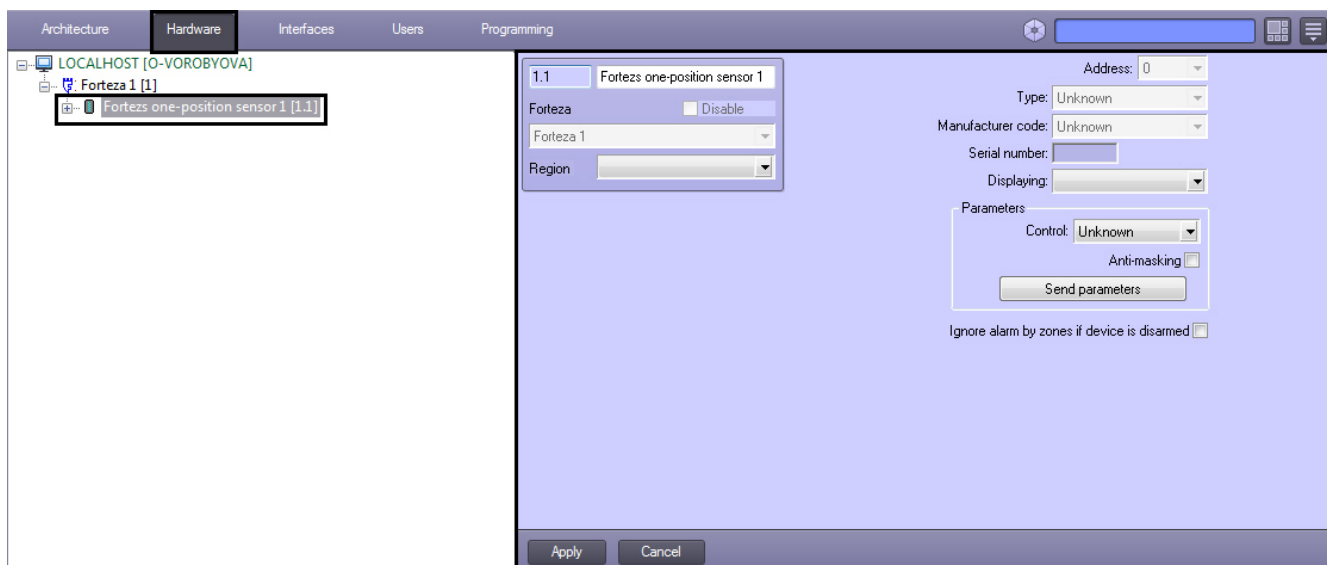 Architecture Hardware Interfaces Users Programming
LOCALHOST [O-VOROBYOVA]
Forteza 1 [1]
Fortezs one-position sensor 1 [1.1]
1.1 Fortezs one-position sensor 1
Forteza Disable
Forteza 1
Region
Address: 0
Type: Unknown
Manufacturer code: Unknown
Serial number:
Displaying:
Parameters
Control: Unknown
Anti-masking
Send parameters
Ignore alarm by zones if device is disarmed
Apply Cancel